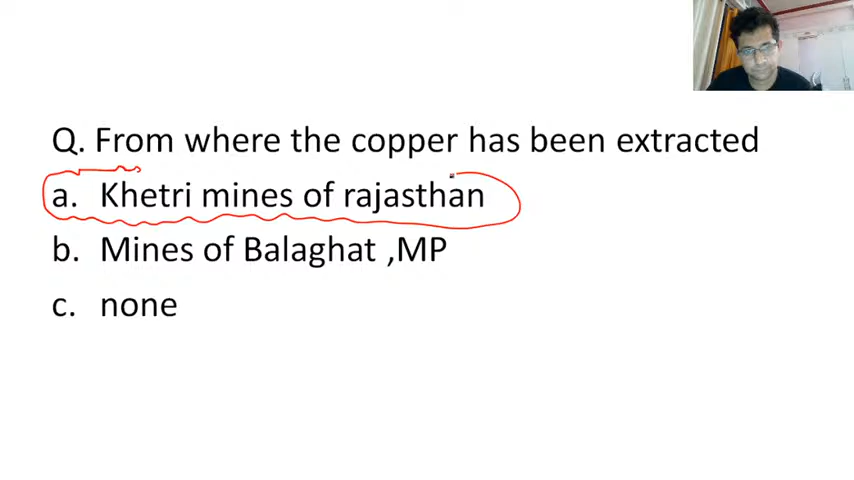 Q. From where the copper has been extracted
a. Khetri mines of rajasthan
b. Mines of Balaghat ,MP
c. none